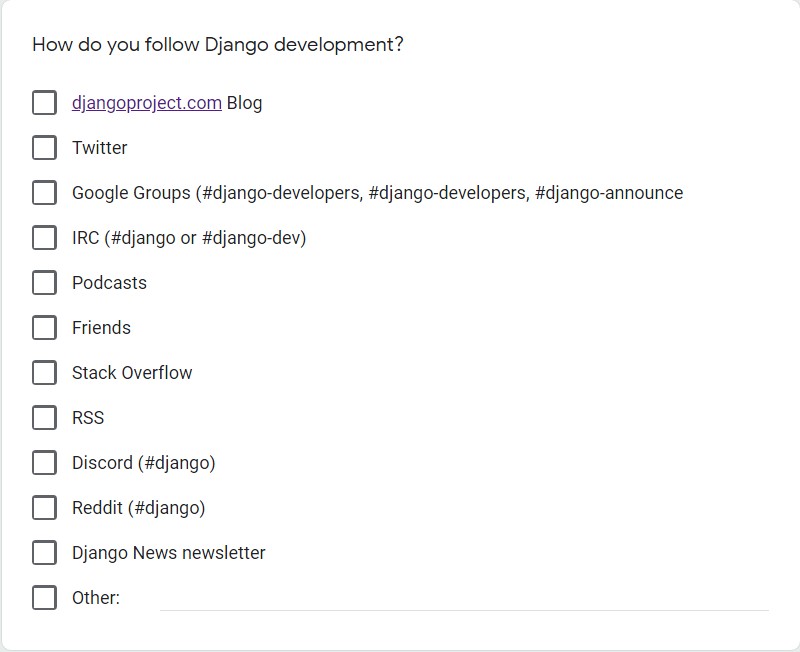 How do you follow Django development?
djangoproject.com Blog
Twitter
Google Groups (#django-developers, #django-developers, #django-announce
IRC (#django or #django-dev)
Podcasts
Friends
Stack Overflow
RSS
Discord (#django)
Reddit (#django)
Django News newsletter
Other: